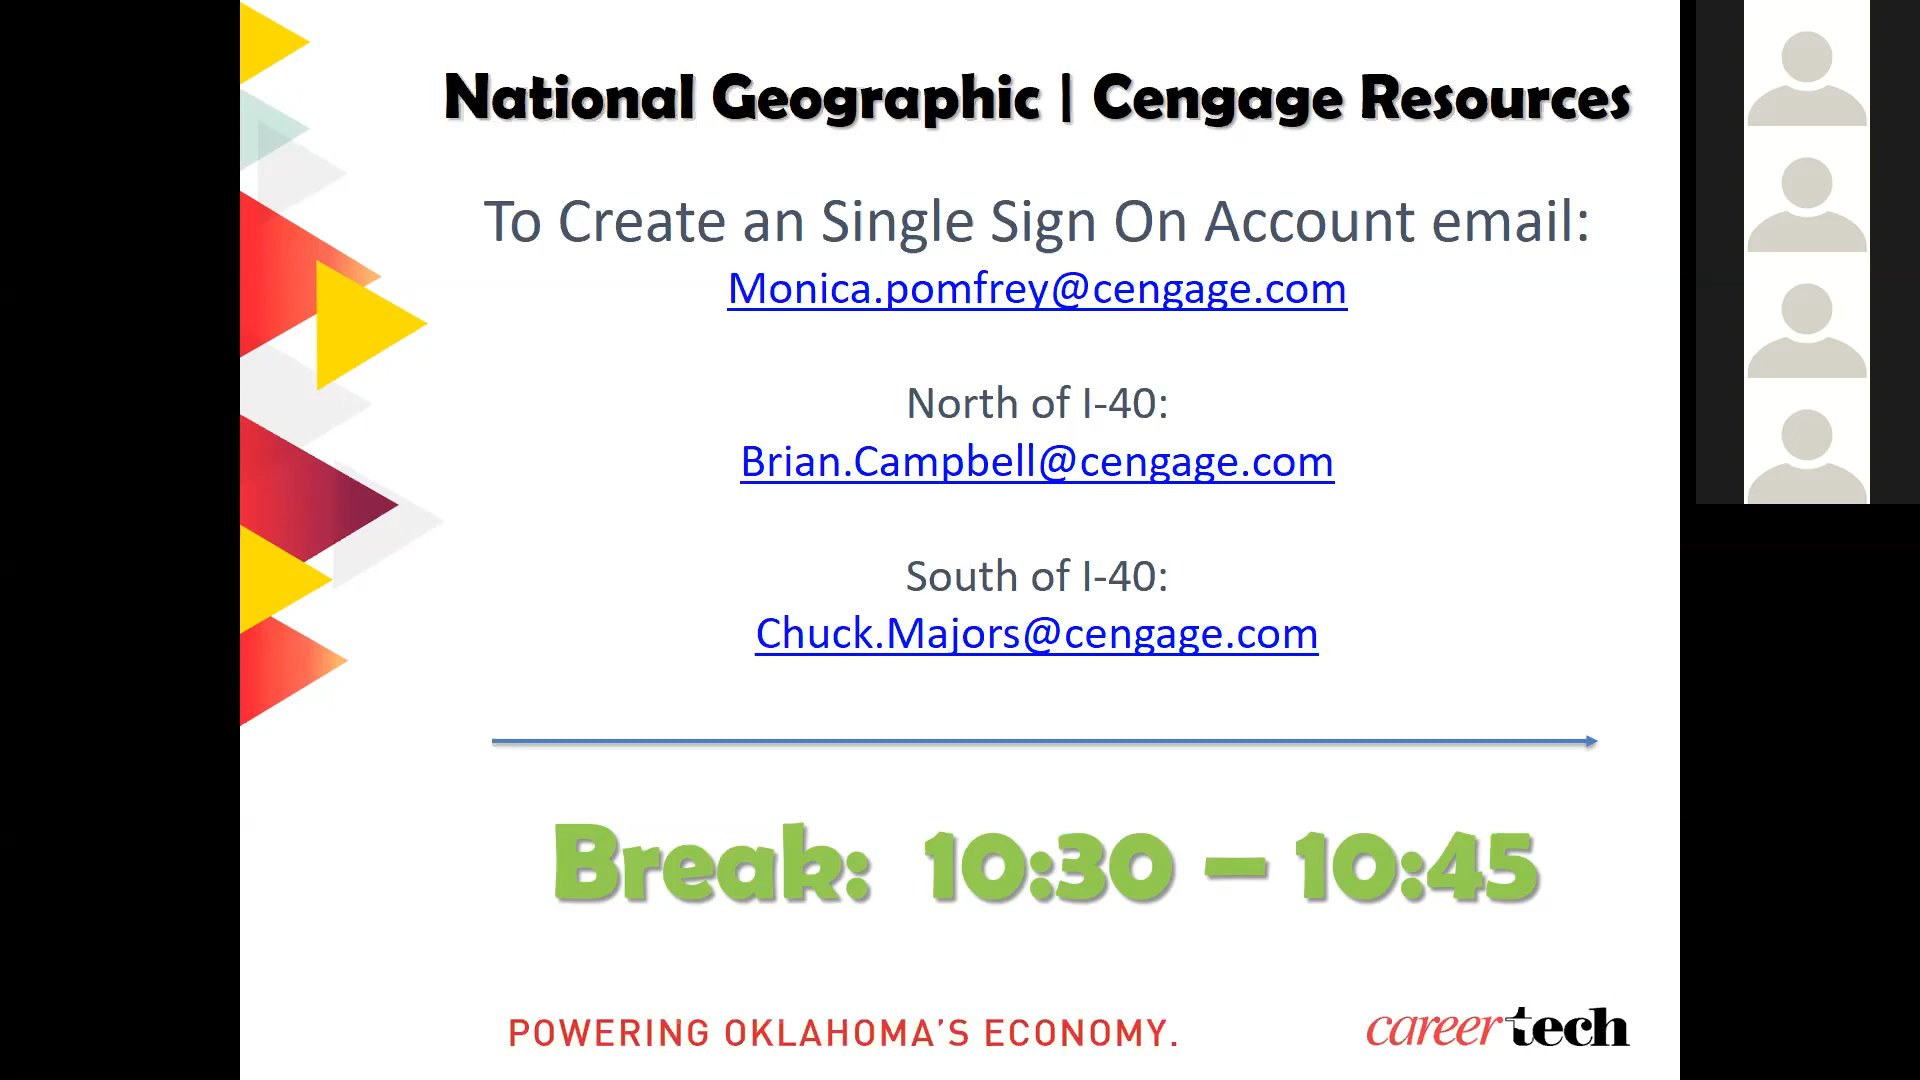 National Geographic | Cengage Resources
To Create an Single Sign On Account email:
Monica.pomfrey@cengage.com
North of I-40:
Brian.Campbell@cengage.com
South of I-40:
Chuck.Majors@cengage.com
Break: 10:30 – 10:45
POWERING OKLAHOMA'S ECONOMY.
careertech